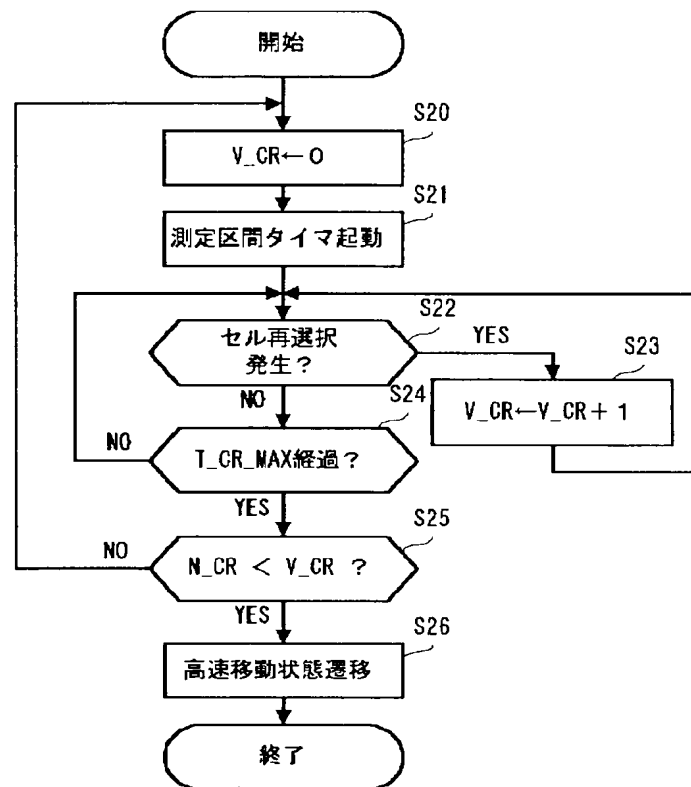 開始
S20
V_CR←0
S21
測定区間タイマ起動
S22
セル再選択
発生?
YES
S23
V_CR←V_CR+1
NO
S24
T_CR_MAX経過?
NO
YES
S25
N_CR < V_CR ?
NO
YES
S26
高速移動状態遷移
終了